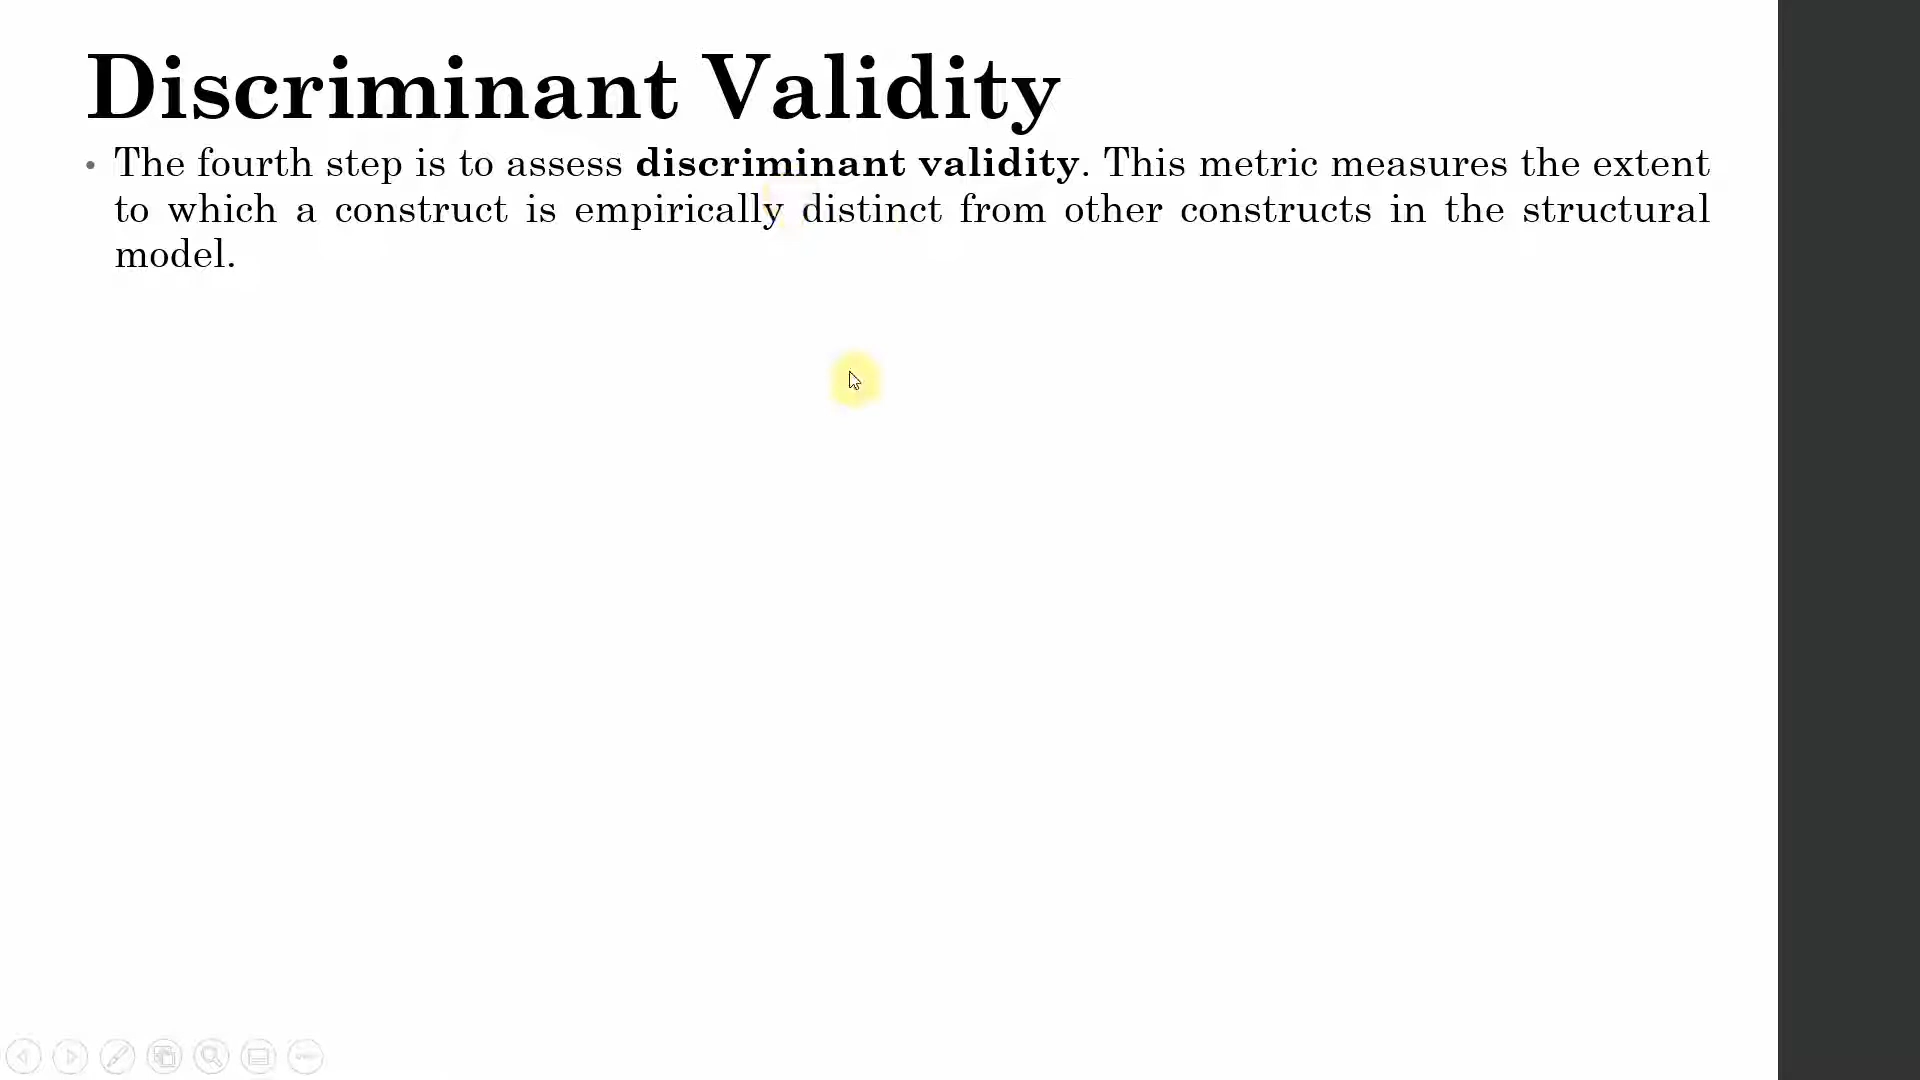 Discriminant Validity
• The fourth step is to assess discriminant validity. This metric measures the extent
to which a construct is empirically distinct from other constructs in the structural
model.